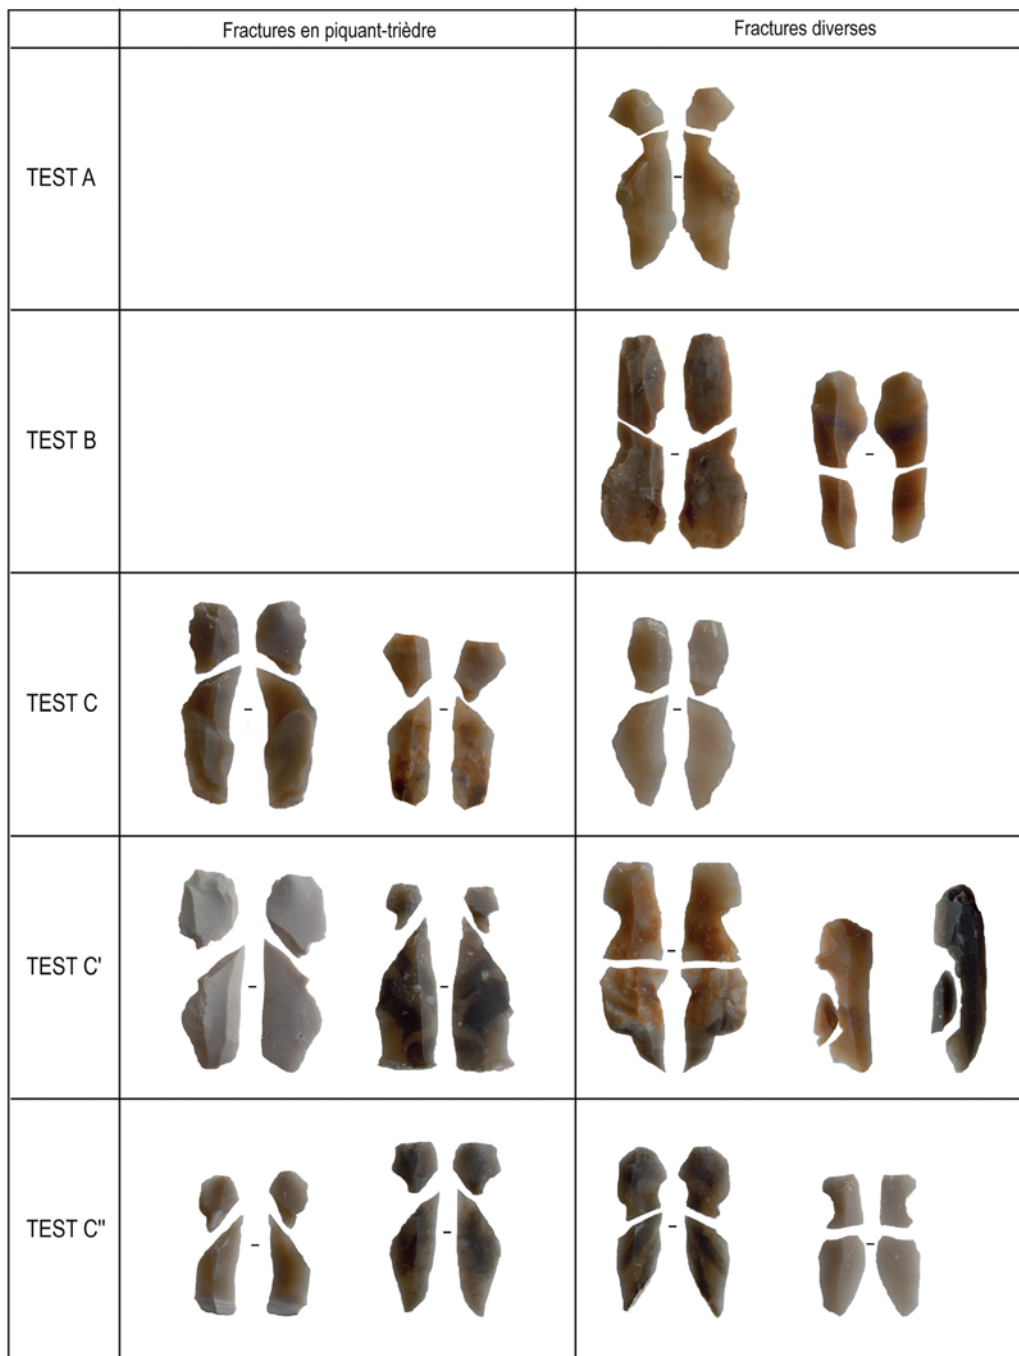 Fractures en piquant-trièdre
Fractures diverses
TEST A
TEST B
TEST C
TEST C'
TEST C"